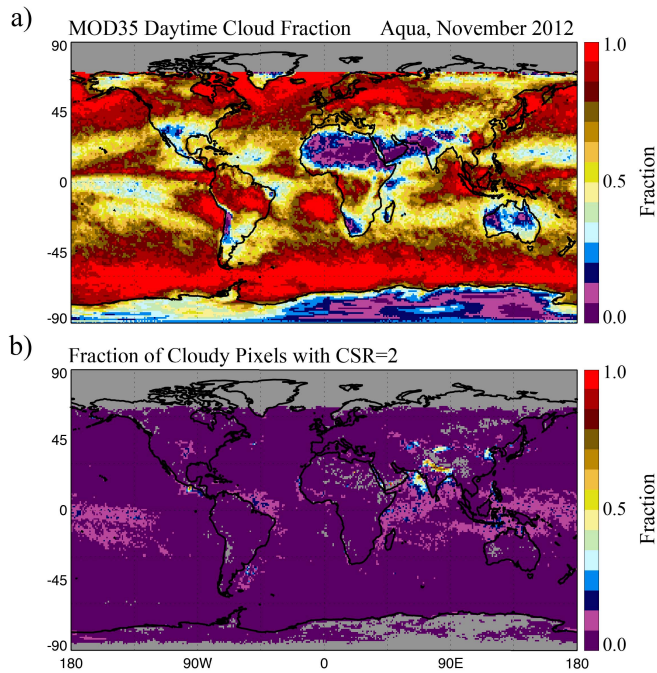 a) MOD35 Daytime Cloud Fraction Aqua, November 2012
90 1.0
45
0 0.5 Fraction
-45
-90 0.0
b) Fraction of Cloudy Pixels with CSR=2
90 1.0
45
0 0.5 Fraction
-45
-90 0.0
180 90W 0 90E 180